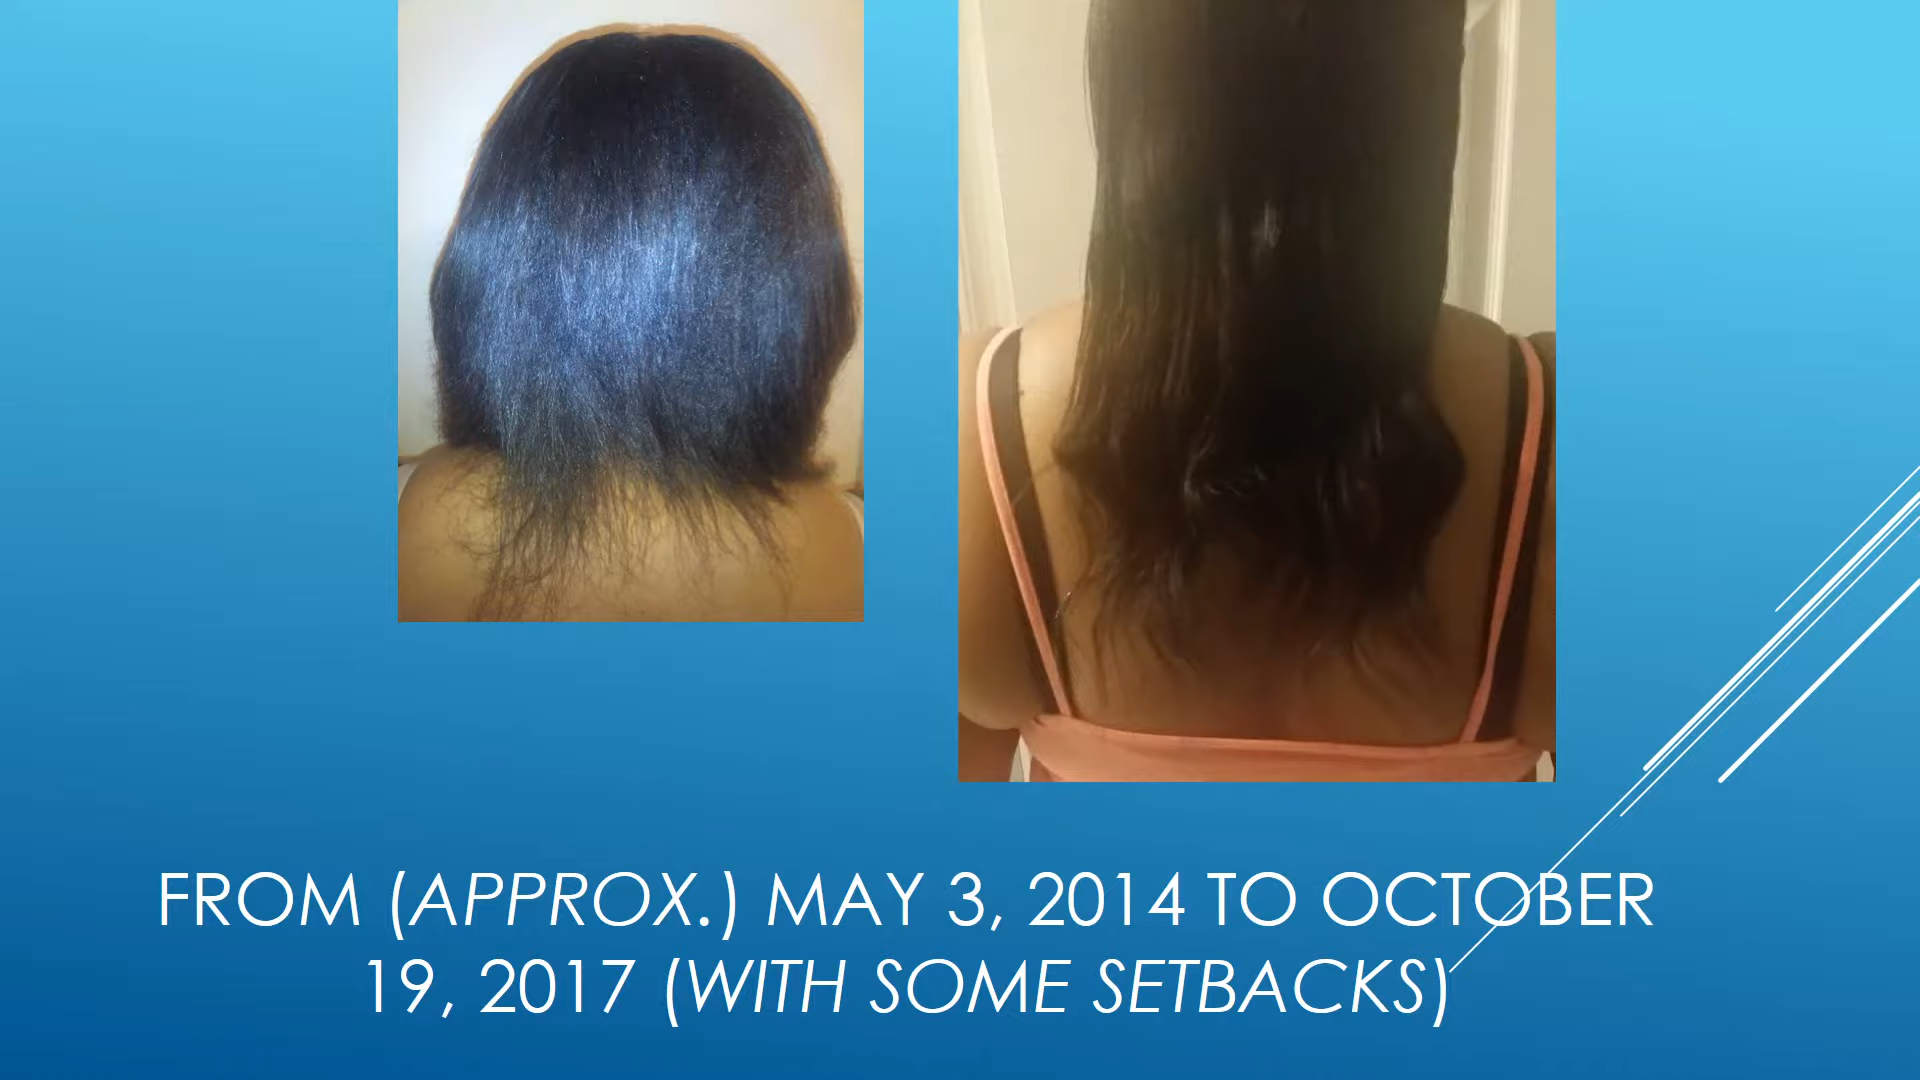 FROM (APPROX.) MAY 3, 2014 TO OCTOBER
19, 2017 (WITH SOME SETBACKS)